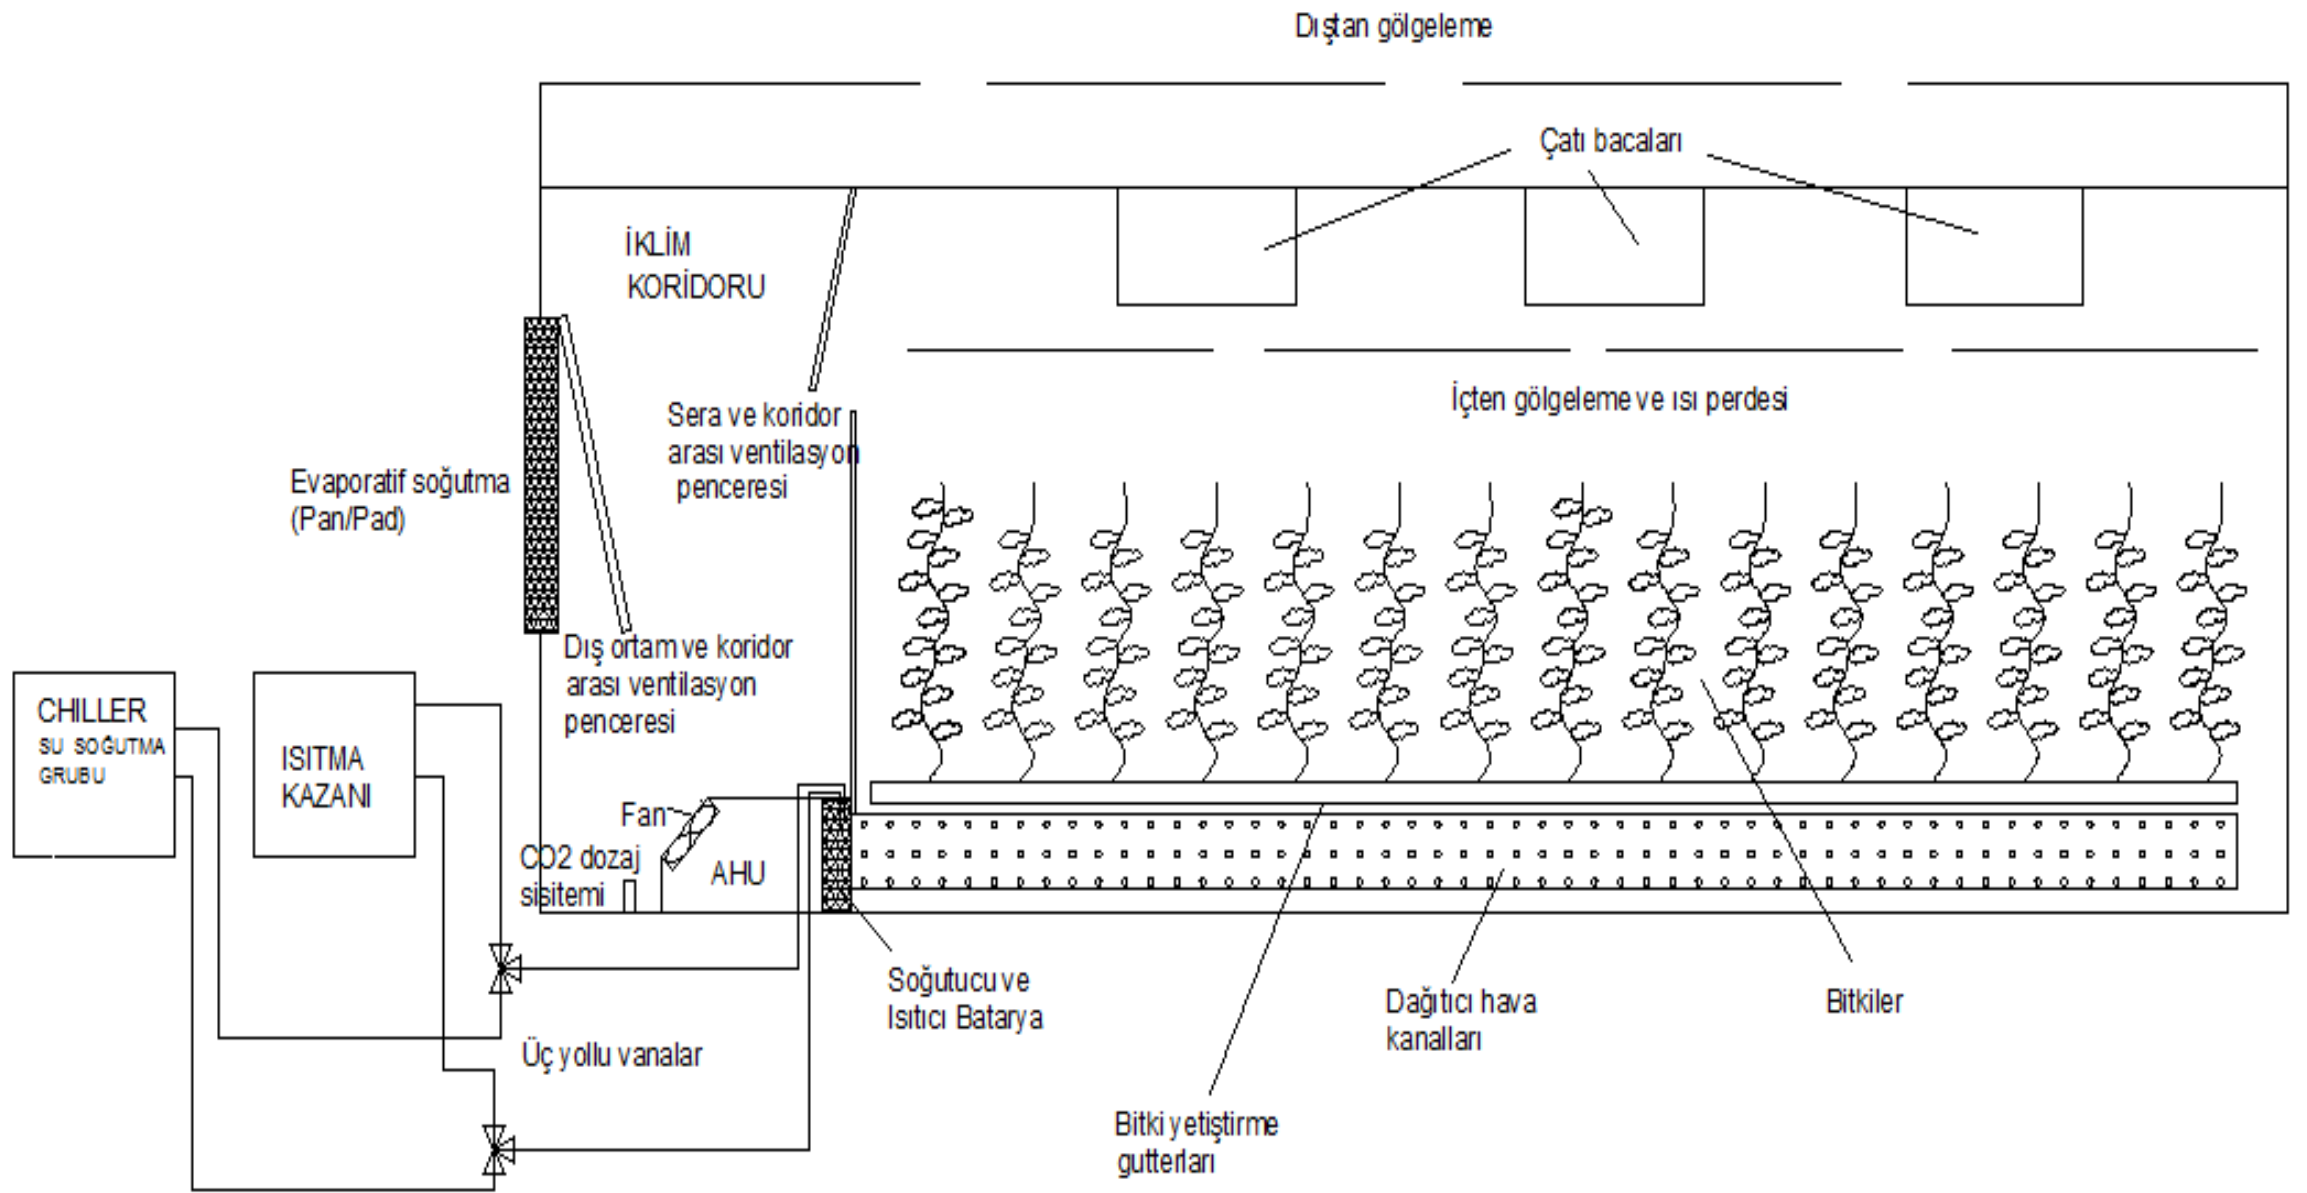 Dıştan gölgeleme
Çatı bacaları
İKLİM
KORİDORU
İçten gölgeleme ve ısı perdesi
Sera ve koridor
arası ventilasyon
penceresi
Evaporatif soğutma
(Pan/Pad)
Dış ortam ve koridor
arası ventilasyon
penceresi
CHILLER
SU SOĞUTMA
GRUBU
ISITMA
KAZANI
Fan
CO2 dozaj
sisitemi
AHU
Soğutucu ve
Isıtıcı Batarya
Dağıtıcı hava
kanalları
Bitkiler
Üç yollu vanalar
Bitki yetiştirme
gutterları